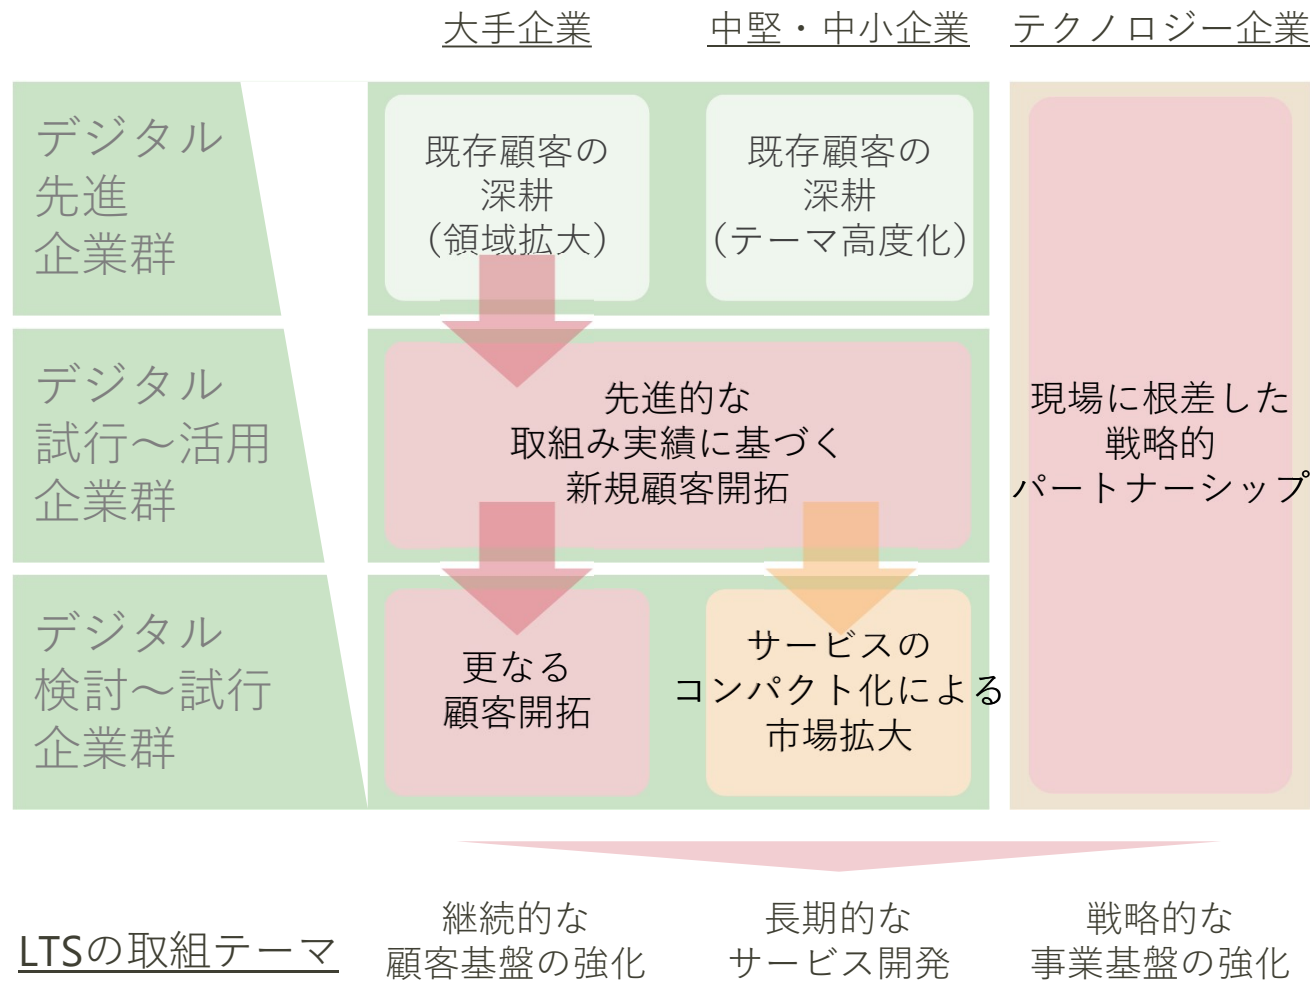 大手企業
中堅・中小企業
テクノロジー企業
デジタル
先進
企業群
既存顧客の
深耕
(領域拡大)
既存顧客の
深耕
(テーマ高度化)
デジタル
試行～活用
企業群
先進的な
取組み実績に基づく
新規顧客開拓
現場に根差した
戦略的
パートナーシップ
デジタル
検討～試行
企業群
更なる
顧客開拓
サービスの
コンパクト化による
市場拡大
LTSの取組テーマ
継続的な
顧客基盤の強化
長期的な
サービス開発
戦略的な
事業基盤の強化